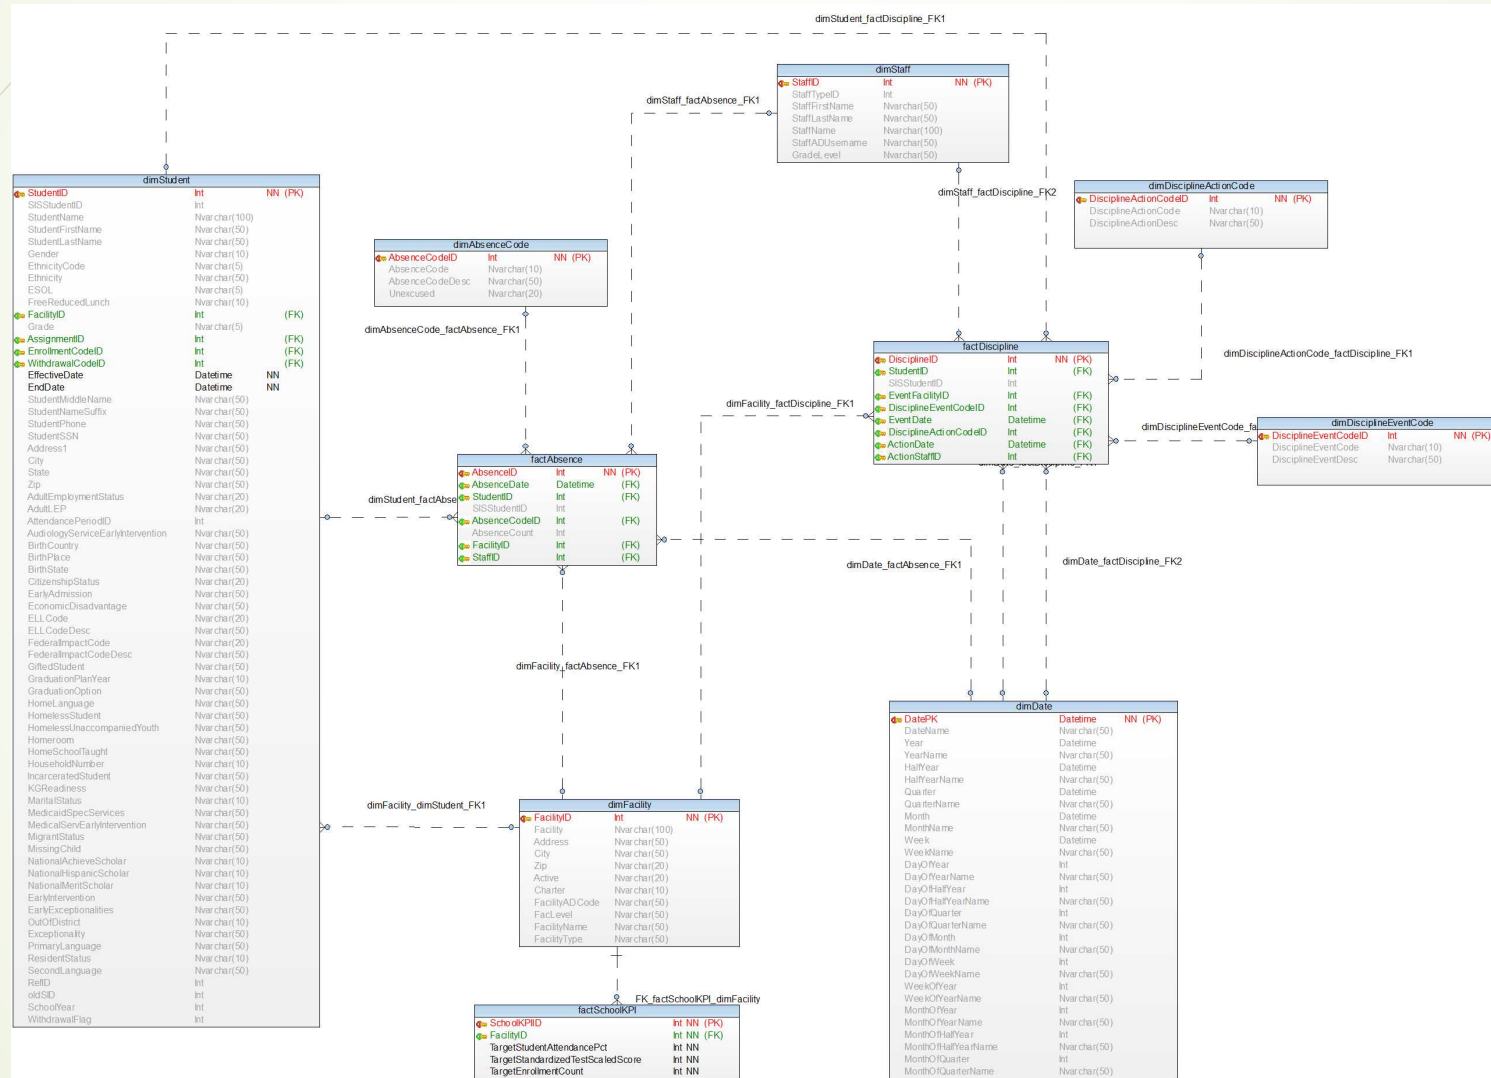 dimStudent_factDiscipline_FK1
dimStaff
StaffID Int NN (PK)
StaffTypeID Int
StaffFirstName Nvarchar(50)
StaffLastName Nvarchar(50)
StaffName Nvarchar(100)
StaffADUsername Nvarchar(50)
GradeLevel Nvarchar(50)
dimStaff_factAbsence_FK1
dimStaff_factDiscipline_FK2
dimStudent
StudentID Int NN (PK)
SISStudentID Int
StudentName Nvarchar(100)
StudentFirstName Nvarchar(50)
StudentLastName Nvarchar(50)
Gender Nvarchar(10)
EthnicityCode Nvarchar(5)
Ethnicity Nvarchar(50)
ESOL Nvarchar(5)
FreeReducedLunch Nvarchar(10)
FacilityID Int (FK)
Grade Nvarchar(5)
AssignmentID Int (FK)
EnrollmentCodeID Int (FK)
WithdrawalCodeID Int (FK)
EffectiveDate Datetime NN
EndDate Datetime NN
StudentMiddleName Nvarchar(50)
StudentNameSuffix Nvarchar(50)
StudentPhone Nvarchar(50)
StudentSSN Nvarchar(50)
Address1 Nvarchar(50)
City Nvarchar(50)
State Nvarchar(50)
Zip Nvarchar(50)
AdultEmploymentStatus Nvarchar(20)
AdultLEP Nvarchar(20)
AttendancePeriodID Int
AudiologyServiceEarlyIntervention Nvarchar(50)
BirthCountry Nvarchar(50)
BirthPlace Nvarchar(50)
BirthState Nvarchar(50)
CitizenshipStatus Nvarchar(20)
EarlyAdmission Nvarchar(50)
EconomicDisadvantage Nvarchar(50)
ELLCode Nvarchar(20)
ELLCodeDesc Nvarchar(50)
FederalImpactCode Nvarchar(20)
FederalImpactCodeDesc Nvarchar(50)
GiftedStudent Nvarchar(50)
GraduationPlanYear Nvarchar(10)
GraduationOption Nvarchar(50)
HomeLanguage Nvarchar(50)
HomelessStudent Nvarchar(50)
HomelessUnaccompaniedYouth Nvarchar(50)
Homeroom Nvarchar(50)
HomeSchoolTaught Nvarchar(50)
HouseholdNumber Nvarchar(10)
IncarceratedStudent Nvarchar(50)
KGReadiness Nvarchar(50)
MaritalStatus Nvarchar(10)
MedicaidSpecServices Nvarchar(50)
MedicalServEarlyIntervention Nvarchar(50)
MigrantStatus Nvarchar(50)
MissingChild Nvarchar(50)
NationalAchieveScholar Nvarchar(10)
NationalHispanicScholar Nvarchar(10)
NationalMeritScholar Nvarchar(10)
EarlyIntervention Nvarchar(50)
EarlyExceptionalities Nvarchar(50)
OutOfDistrict Nvarchar(10)
Exceptionality Nvarchar(50)
PrimaryLanguage Nvarchar(50)
ResidentStatus Nvarchar(10)
SecondLanguage Nvarchar(50)
RefID Int
oldSID Int
SchoolYear Int
WithdrawalFlag Int
dimDisciplineActionCode
DisciplineActionCodeID Int NN (PK)
DisciplineActionCode Nvarchar(10)
DisciplineActionDesc Nvarchar(50)
dimAbsenceCode
AbsenceCodeID Int NN (PK)
AbsenceCode Nvarchar(10)
AbsenceCodeDesc Nvarchar(50)
Unexcused Nvarchar(20)
dimAbsenceCode_factAbsence_FK1
factDiscipline
DisciplineID Int NN (PK)
StudentID Int (FK)
SISStudentID Int
EventFacilityID Int (FK)
DisciplineEventCodeID Int (FK)
EventDate Datetime (FK)
DisciplineActionCodeID Int (FK)
ActionDate Datetime (FK)
ActionStaffID Int (FK)
dimDisciplineActionCode_factDiscipline_FK1
dimFacility_factDiscipline_FK1
dimDisciplineEventCode_fa
dimDisciplineEventCode
DisciplineEventCodeID Int NN (PK)
DisciplineEventCode Nvarchar(10)
DisciplineEventDesc Nvarchar(50)
factAbsence
AbsenceID Int NN (PK)
AbsenceDate Datetime (FK)
StudentID Int (FK)
SISStudentID Int
AbsenceCodeID Int (FK)
AbsenceCount Int
FacilityID Int (FK)
StaffID Int (FK)
dimStudent_factAbse
dimDate_factAbsence_FK1
dimDate_factDiscipline_FK2
dimFacility_factAbsence_FK1
dimFacility_dimStudent_FK1
dimFacility
FacilityID Int NN (PK)
Facility Nvarchar(100)
Address Nvarchar(50)
City Nvarchar(50)
Zip Nvarchar(20)
Active Nvarchar(20)
Charter Nvarchar(10)
FacilityADCode Nvarchar(50)
FacLevel Nvarchar(50)
FacilityName Nvarchar(50)
FacilityType Nvarchar(50)
FK_factSchoolKPI_dimFacility
factSchoolKPI
SchoolKPIID Int NN (PK)
FacilityID Int NN (FK)
TargetStudentAttendancePct Int NN
TargetStandardizedTestScaledScore Int NN
TargetEnrollmentCount Int NN
dimDate
DatePK Datetime NN (PK)
DateName Nvarchar(50)
Year Datetime
YearName Nvarchar(50)
HalfYear Datetime
HalfYearName Nvarchar(50)
Quarter Datetime
QuarterName Nvarchar(50)
Month Datetime
MonthName Nvarchar(50)
Week Datetime
WeekName Nvarchar(50)
DayOfYear Int
DayOfYearName Nvarchar(50)
DayOfHalfYear Int
DayOfHalfYearName Nvarchar(50)
DayOfQuarter Int
DayOfQuarterName Nvarchar(50)
DayOfMonth Int
DayOfMonthName Nvarchar(50)
DayOfWeek Int
DayOfWeekName Nvarchar(50)
WeekOfYear Int
WeekOfYearName Nvarchar(50)
MonthOfYear Int
MonthOfYearName Nvarchar(50)
MonthOfHalfYear Int
MonthOfHalfYearName Nvarchar(50)
MonthOfQuarter Int
MonthOfQuarterName Nvarchar(50)